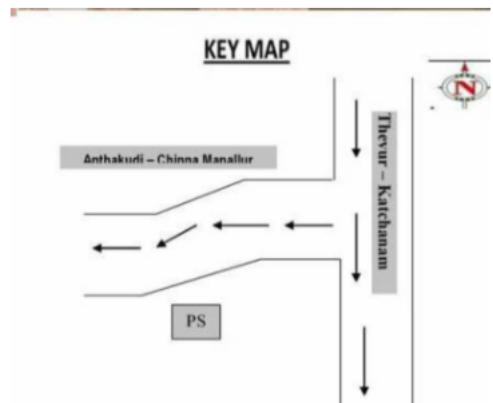 KEY MAP
N
Anthakudi – Chinna Manallur
Thevur – Katchanam
PS